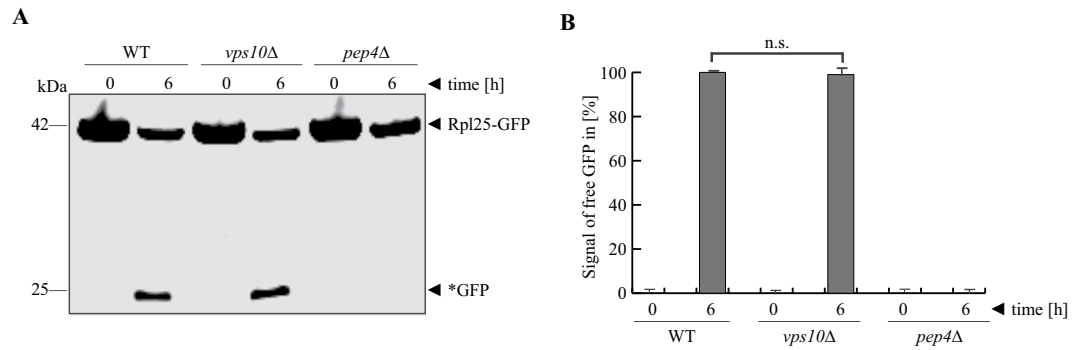 A
WT vps10Δ pep4Δ
0 6 0 6 0 6 ◄ time [h]
kDa
42— ◄ Rpl25-GFP
25— ◄ *GFP
B
n.s.
Signal of free GFP in [%]
100
80
60
40
20
0
0 6 0 6 0 6 ◄ time [h]
WT vps10Δ pep4Δ